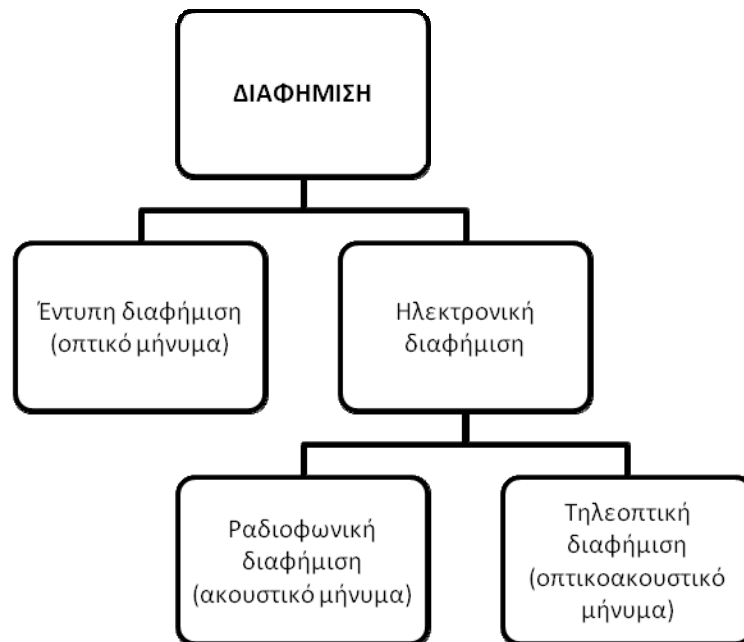 ΔΙΑΦΗΜΙΣΗ
Έντυπη διαφήμιση
(οπτικό μήνυμα)
Ηλεκτρονική
διαφήμιση
Ραδιοφωνική
διαφήμιση
(ακουστικό μήνυμα)
Τηλεοπτική
διαφήμιση
(οπτικοακουστικό
μήνυμα)